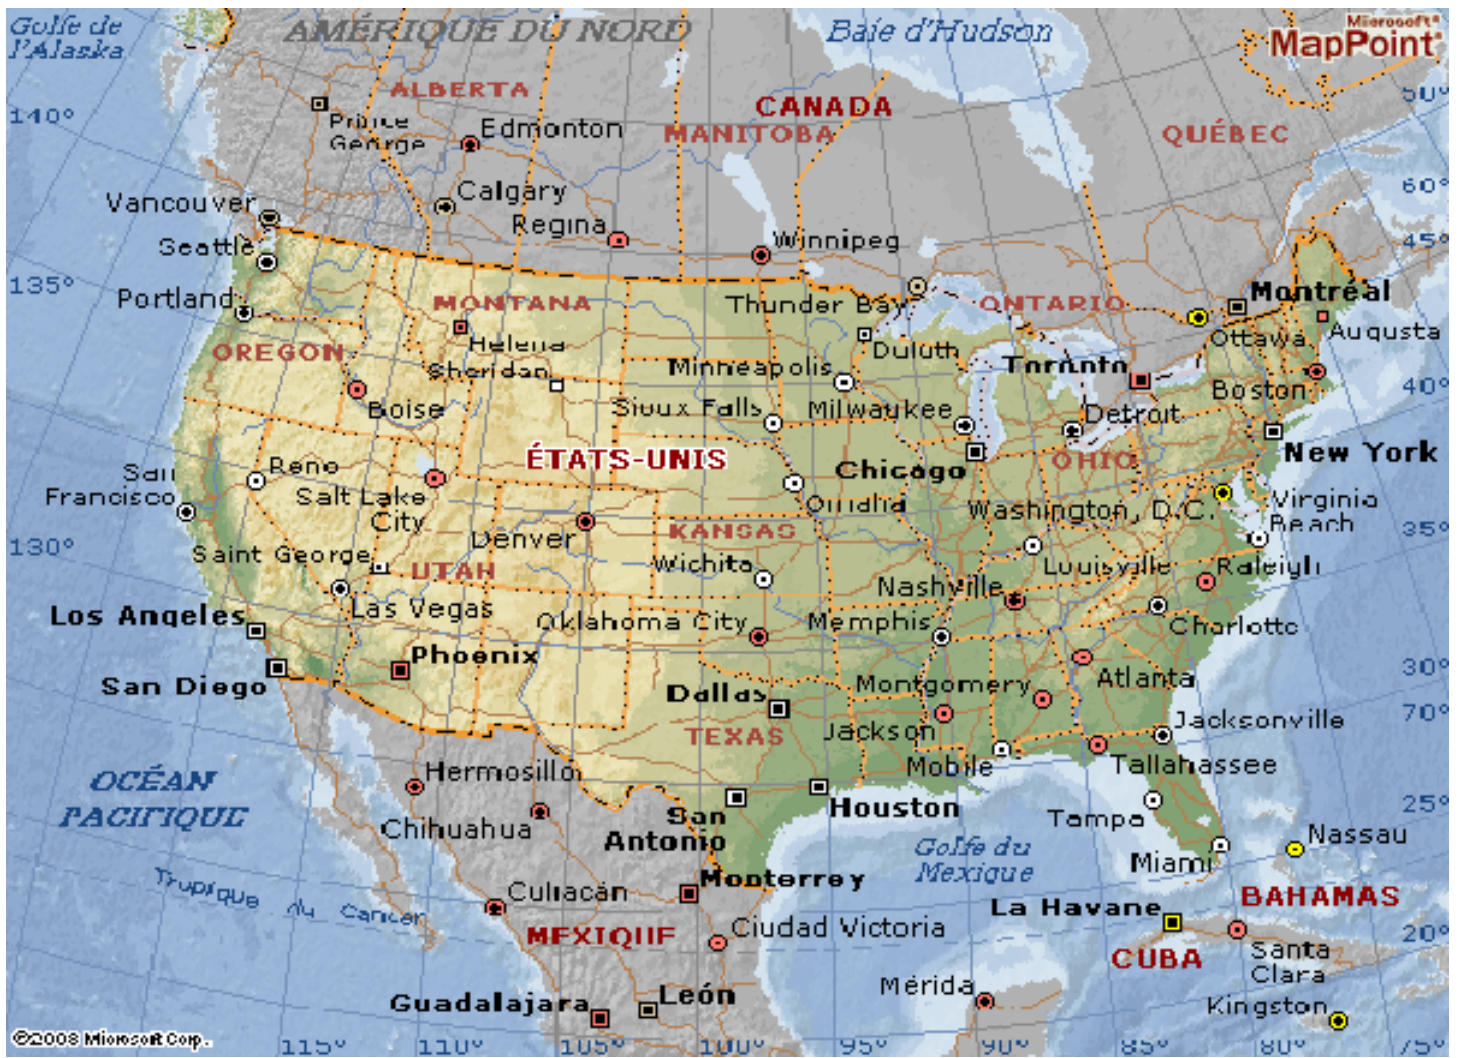 Golfe de
l'Alaska
AMÉRIQUE DU NORD
Baie d'Hudson
Microsoft®
MapPoint®
ALBERTA
CANADA
50°
140°
Prince
George
Edmonton
MANITOBA
QUÉBEC
Calgary
60°
Vancouver
Regina
Winnipeg
45°
Seattle
135°
Portland
MONTANA
Thunder Bay
ONTARIO
Montréal
Helena
Duluth
Ottawa
Augusta
OREGON
Sheridan
Minneapolis
Toronto
Boise
Sioux Falls
Milwaukee
Detroit
Boston
40°
San
Francisco
Reno
Salt Lake
City
ÉTATS-UNIS
Chicago
OHIO
New York
Omaha
Washington, D.C.
Virginia
Beach
130°
Saint George
Denver
KANSAS
35°
UTAH
Wichita
Nashville
Louisville
Raleigh
Los Angeles
Las Vegas
Oklahoma City
Memphis
Charlotte
Phoenix
San Diego
Dallas
Montgomery
Atlanta
30°
TEXAS
Jackson
Jacksonville
70°
OCÉAN
PACIFIQUE
Hermosillo
Mobile
Tallahassee
Chihuahua
San
Antonio
Houston
Tampa
25°
Golfe du
Mexique
Miami
Nassau
Tropique du Cancer
Culiacán
Monterrey
La Havane
BAHAMAS
MEXIQUE
Ciudad Victoria
CUBA
Santa
Clara
20°
Guadalajara
León
Mérida
Kingston
©2008 Microsoft Corp.
115°
110°
105°
100°
95°
90°
85°
80°
75°